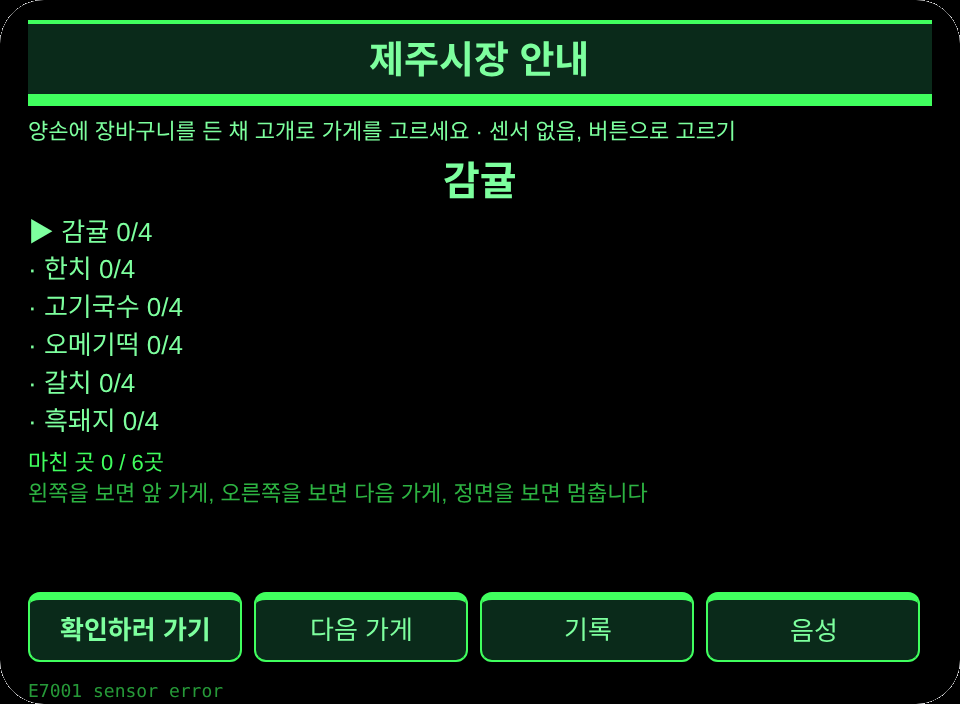 제주시장 안내
양손에 장바구니를 든 채 고개로 가게를 고르세요 · 센서 없음, 버튼으로 고르기
감귤
▶ 감귤 0/4
· 한치 0/4
· 고기국수 0/4
· 오메기떡 0/4
· 갈치 0/4
· 흑돼지 0/4
마친 곳 0 / 6곳
왼쪽을 보면 앞 가게, 오른쪽을 보면 다음 가게, 정면을 보면 멈춥니다
확인하러 가기
다음 가게
기록
음성
E7001 sensor error